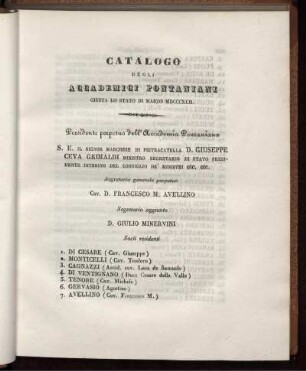 CATALOGO
DEGLI
ACCADEMICI PONTANIANI
GIUSTA LO STATO DI MARZO MDCCCXLII.
Presidente perpetuo dell'Accademia Pontaniana
S. E. IL SIGNOR MARCHESE DI PIETRACATELLA D. GIUSEPPE
CEVA GRIMALDI MINISTRO SEGRETARIO DI STATO PRESI-
DENTE INTERINO DEL CONSIGLIO DE' MINISTRI etc. etc.
Segretario generale perpetuo
CAV. D. FRANCESCO M. AVELLINO
Segretario aggiunto
D. GIULIO MINERVINI
Socii residenti
1. DI CESARE (Cav. Giuseppe)
2. MONTICELLI (Cav. Teodoro)
3. CAGNAZZI (Arcid. cav. Luca de Samuele)
4. DI VENTIGNANO (Duca Cesare della Valle)
5. TENORE (Cav. Michele)
6. GERVASIO (Agostino)
7. AVELLINO (Cav. Francesco M.)